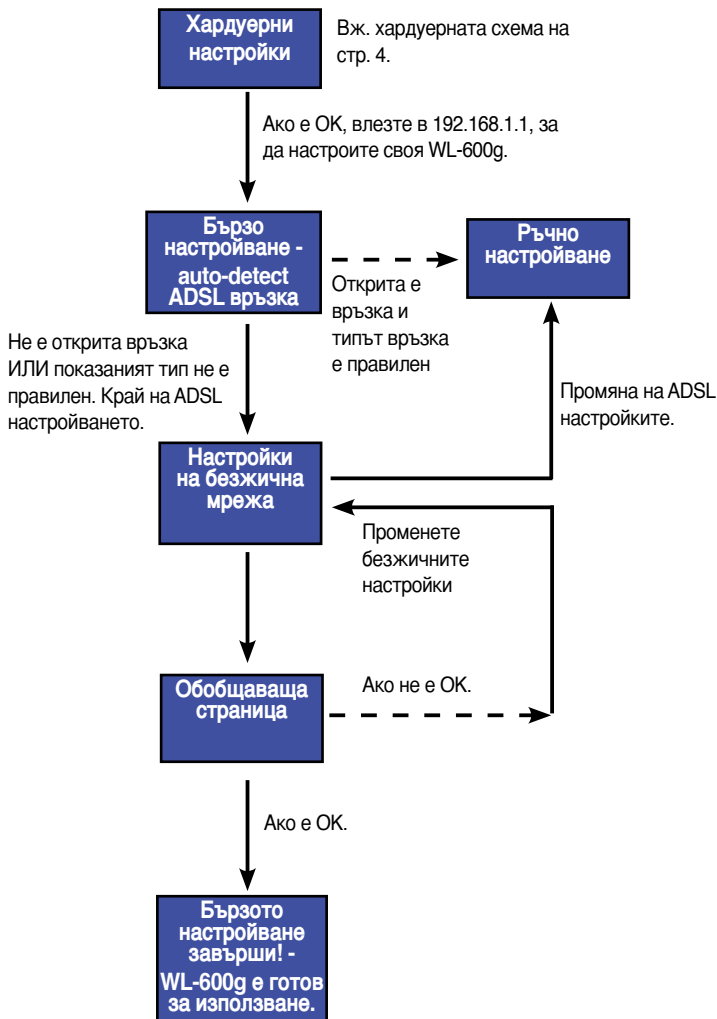 Хардуерни
настройки
Вж. хардуерната схема на
стр. 4.
Ако е OK, влезте в 192.168.1.1, за
да настроите своя WL-600g.
Бързо
настройване -
auto-detect
ADSL връзка
Ръчно
настройване
Открита е
връзка и
типът връзка
е правилен
Не е открита връзка
ИЛИ показаният тип не е
правилен. Край на ADSL
настройването.
Промяна на ADSL
настройките.
Настройки
на безжична
мрежа
Променете
безжичните
настройки
Обобщаваща
страница
Ако не е OK.
Ако е OK.
Бързото
настройване
завърши! -
WL-600g е готов
за използване.